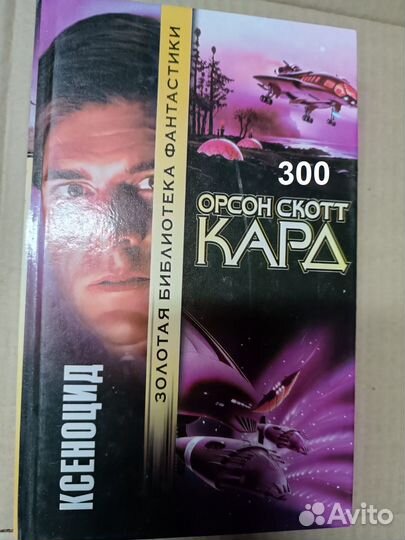 300
ОРСОН СКОТТ
КАРД
ЗОЛОТАЯ БИБЛИОТЕКА ФАНТАСТИКИ
КСЕНОЦИД
Avito